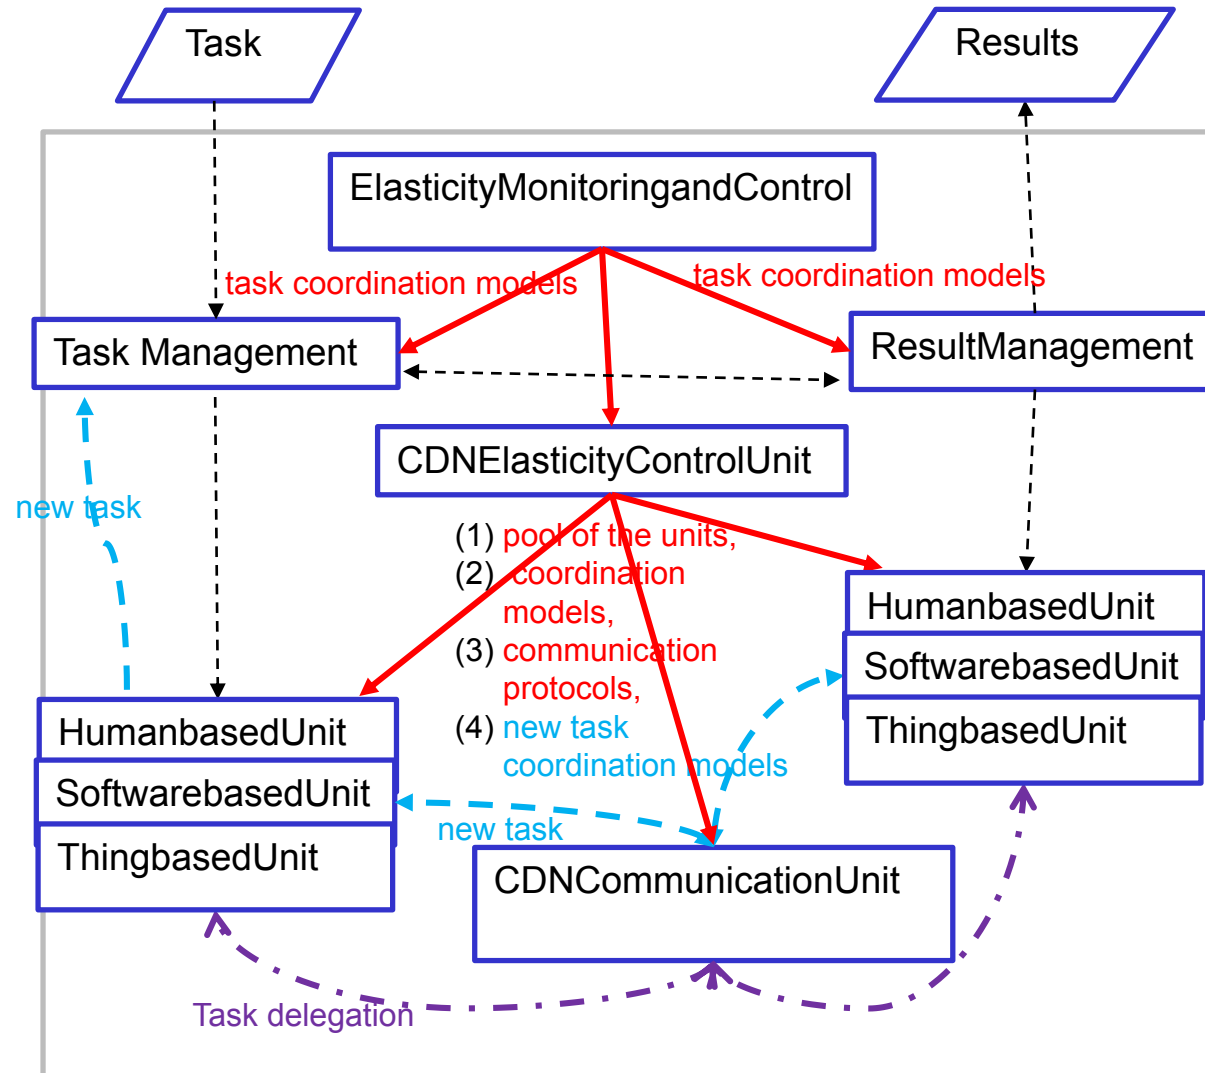 Task
Results
ElasticityMonitoringandControl
task coordination models
task coordination models
Task Management
ResultManagement
CDNElasticityControlUnit
new task
(1) pool of the units,
(2) coordination
models,
(3) communication
protocols,
(4) new task
coordination models
HumanbasedUnit
SoftwarebasedUnit
ThingbasedUnit
HumanbasedUnit
SoftwarebasedUnit
ThingbasedUnit
new task
CDNCommunicationUnit
Task delegation